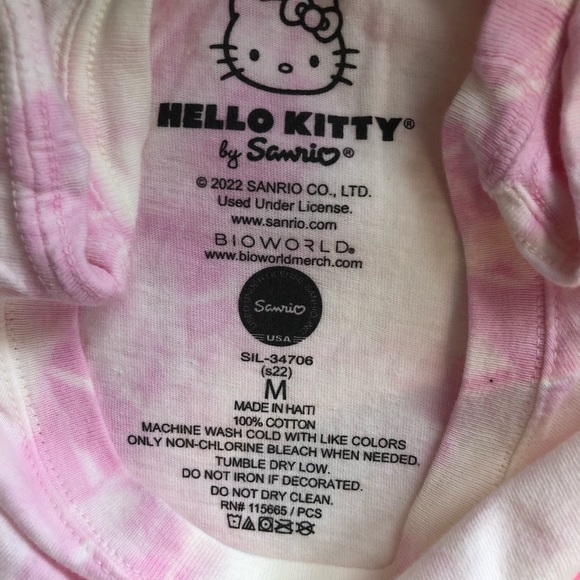 HELLO KITTY®
by Sanrio®
© 2022 SANRIO CO., LTD.
Used Under License.
www.sanrio.com
BIOWORLD®
www.bioworldmerch.com
Sanrio
USA
SIL-34706
(s22)
M
MADE IN HAITI
100% COTTON
MACHINE WASH COLD WITH LIKE COLORS
ONLY NON-CHLORINE BLEACH WHEN NEEDED.
TUMBLE DRY LOW.
DO NOT IRON IF DECORATED.
DO NOT DRY CLEAN.
RN# 115665 / PCS